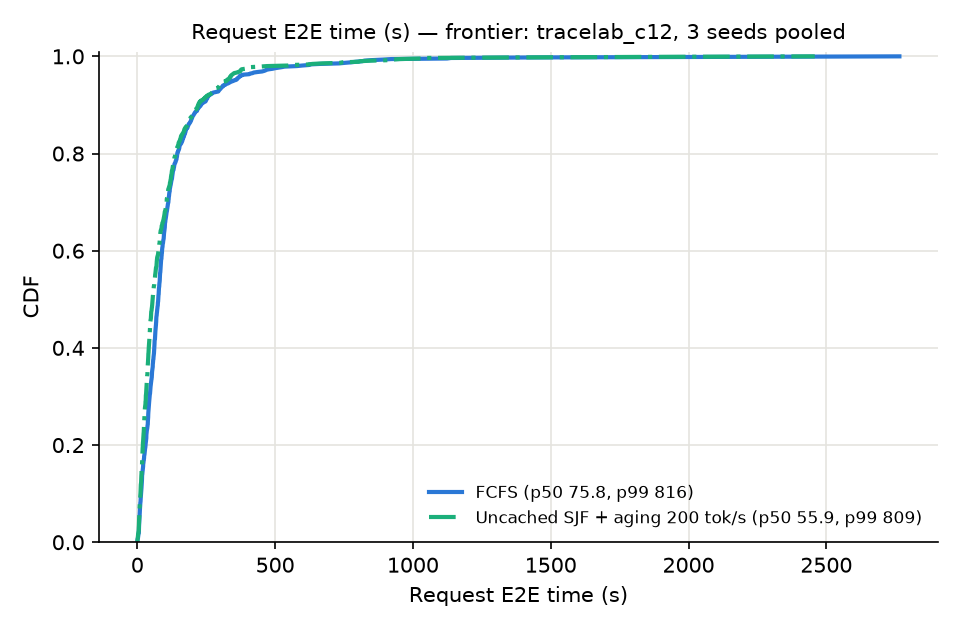 Request E2E time (s) — frontier: tracelab_c12, 3 seeds pooled
1.0
0.8
0.6
0.4
0.2
0.0
CDF
FCFS (p50 75.8, p99 816)
Uncached SJF + aging 200 tok/s (p50 55.9, p99 809)
0 500 1000 1500 2000 2500
Request E2E time (s)